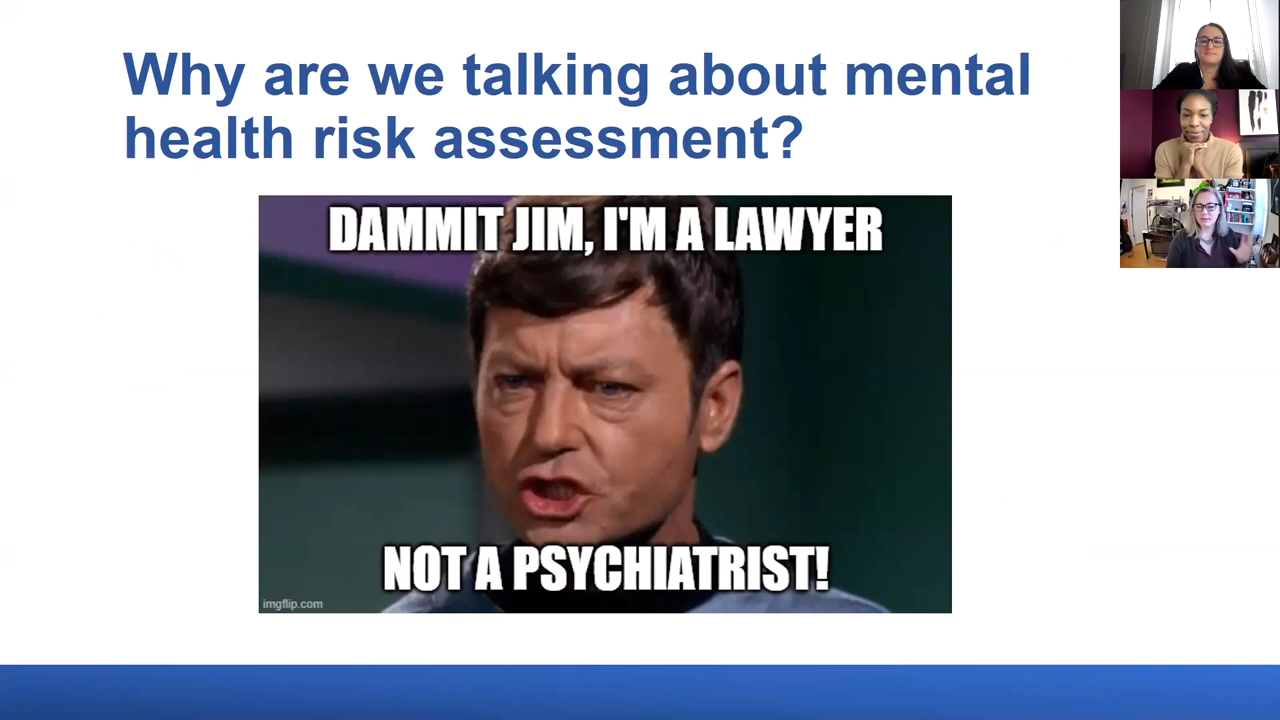 Why are we talking about mental
health risk assessment?
DAMMIT JIM, I'M A LAWYER
NOT A PSYCHIATRIST!
imgflip.com